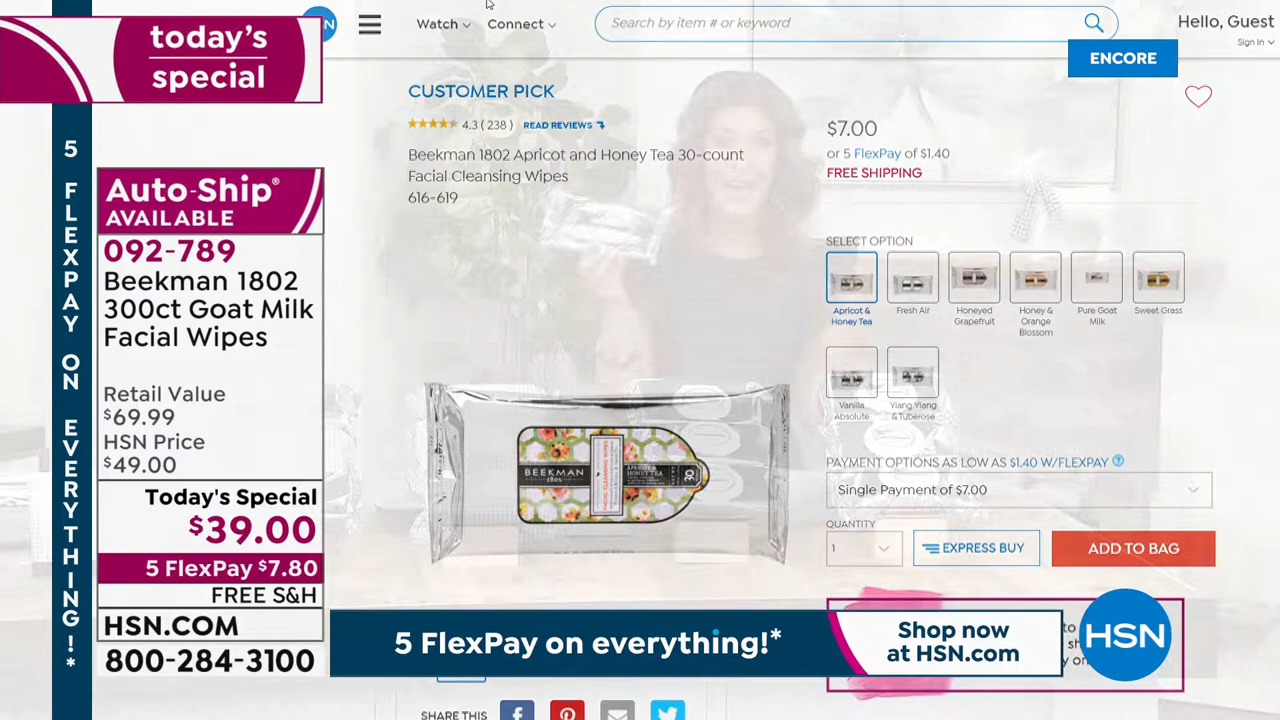 today's
special
5 FLEXPAY ON EVERYTHING!*
Auto-Ship®
AVAILABLE
092-789
Beekman 1802
300ct Goat Milk
Facial Wipes
Retail Value
$69.99
HSN Price
$49.00
Today's Special
$39.00
5 FlexPay $7.80
FREE S&H
HSN.COM
800-284-3100
Watch
Connect
Search by item # or keyword
Hello, Guest
Sign In
ENCORE
CUSTOMER PICK
4.3 ( 238 ) READ REVIEWS
Beekman 1802 Apricot and Honey Tea 30-count
Facial Cleansing Wipes
616-619
BEEKMAN
1802
FACIAL CLEANSING WIPES
APRICOT &
HONEY TEA
30
$7.00
or 5 FlexPay of $1.40
FREE SHIPPING
SELECT OPTION
Apricot &
Honey Tea
Fresh Air
Honeyed
Grapefruit
Honey &
Orange
Blossom
Pure Goat
Milk
Sweet Grass
Vanilla
Absolute
Ylang Ylang
& Tuberose
PAYMENT OPTIONS AS LOW AS $1.40 W/FLEXPAY ?
Single Payment of $7.00
QUANTITY
1
EXPRESS BUY
ADD TO BAG
5 FlexPay on everything!*
Shop now
at HSN.com
HSN
SHARE THIS